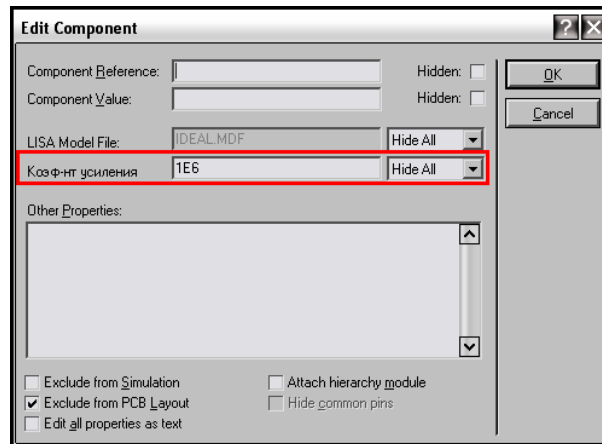 Edit Component
Component Reference: Hidden:
OK
Component Value: Hidden:
Cancel
LISA Model File: IDEAL.MDF Hide All
Коэф-нт усиления 1E6 Hide All
Other Properties:
Exclude from Simulation Attach hierarchy module
Exclude from PCB Layout Hide common pins
Edit all properties as text